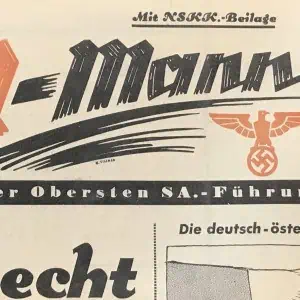 Mit NSKK.-Beilage
A-Mann
er Obersten SA.-Führun
echt
Die deutsch-öste